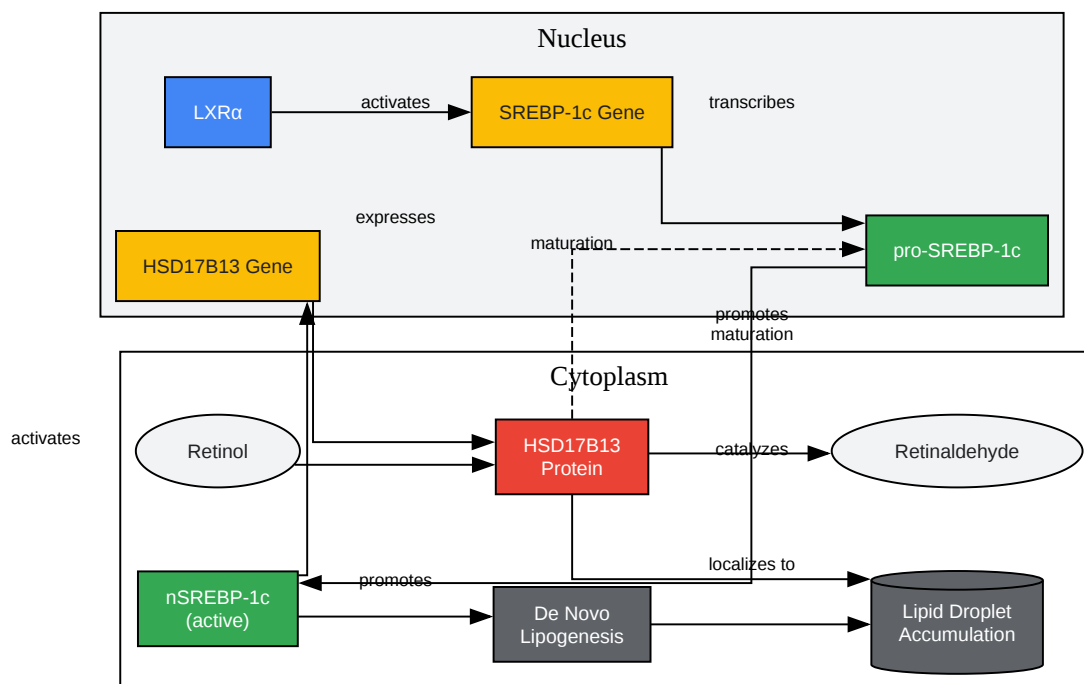 Nucleus
LXRα
activates
SREBP-1c Gene
transcribes
expresses
HSD17B13 Gene
maturation
pro-SREBP-1c
promotes
maturation
Cytoplasm
activates
Retinol
HSD17B13
Protein
catalyzes
Retinaldehyde
nSREBP-1c
(active)
promotes
De Novo
Lipogenesis
localizes to
Lipid Droplet
Accumulation